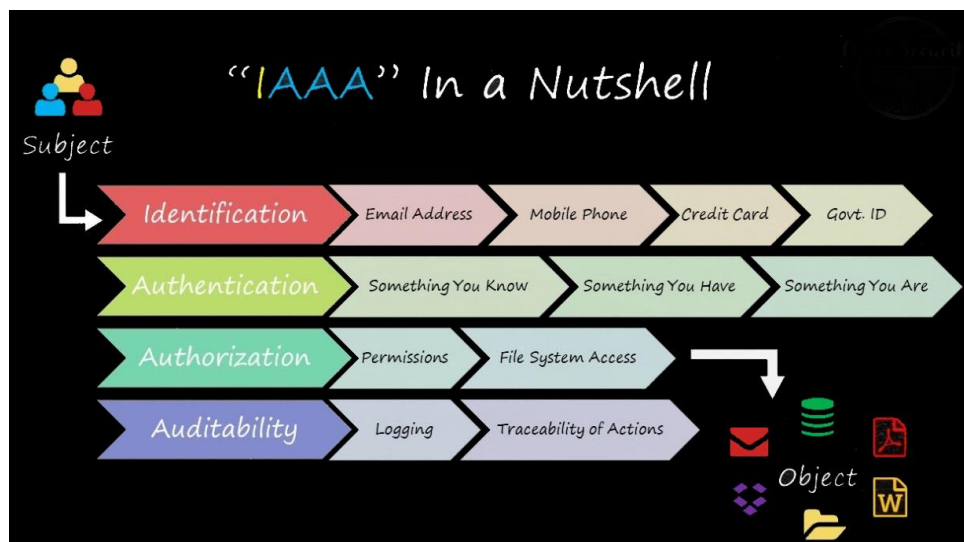 "IAAA" In a Nutshell
Subject
Identification Email Address Mobile Phone Credit Card Govt. ID
Authentication Something You Know Something You Have Something You Are
Authorization Permissions File System Access
Auditability Logging Traceability of Actions
Object
W